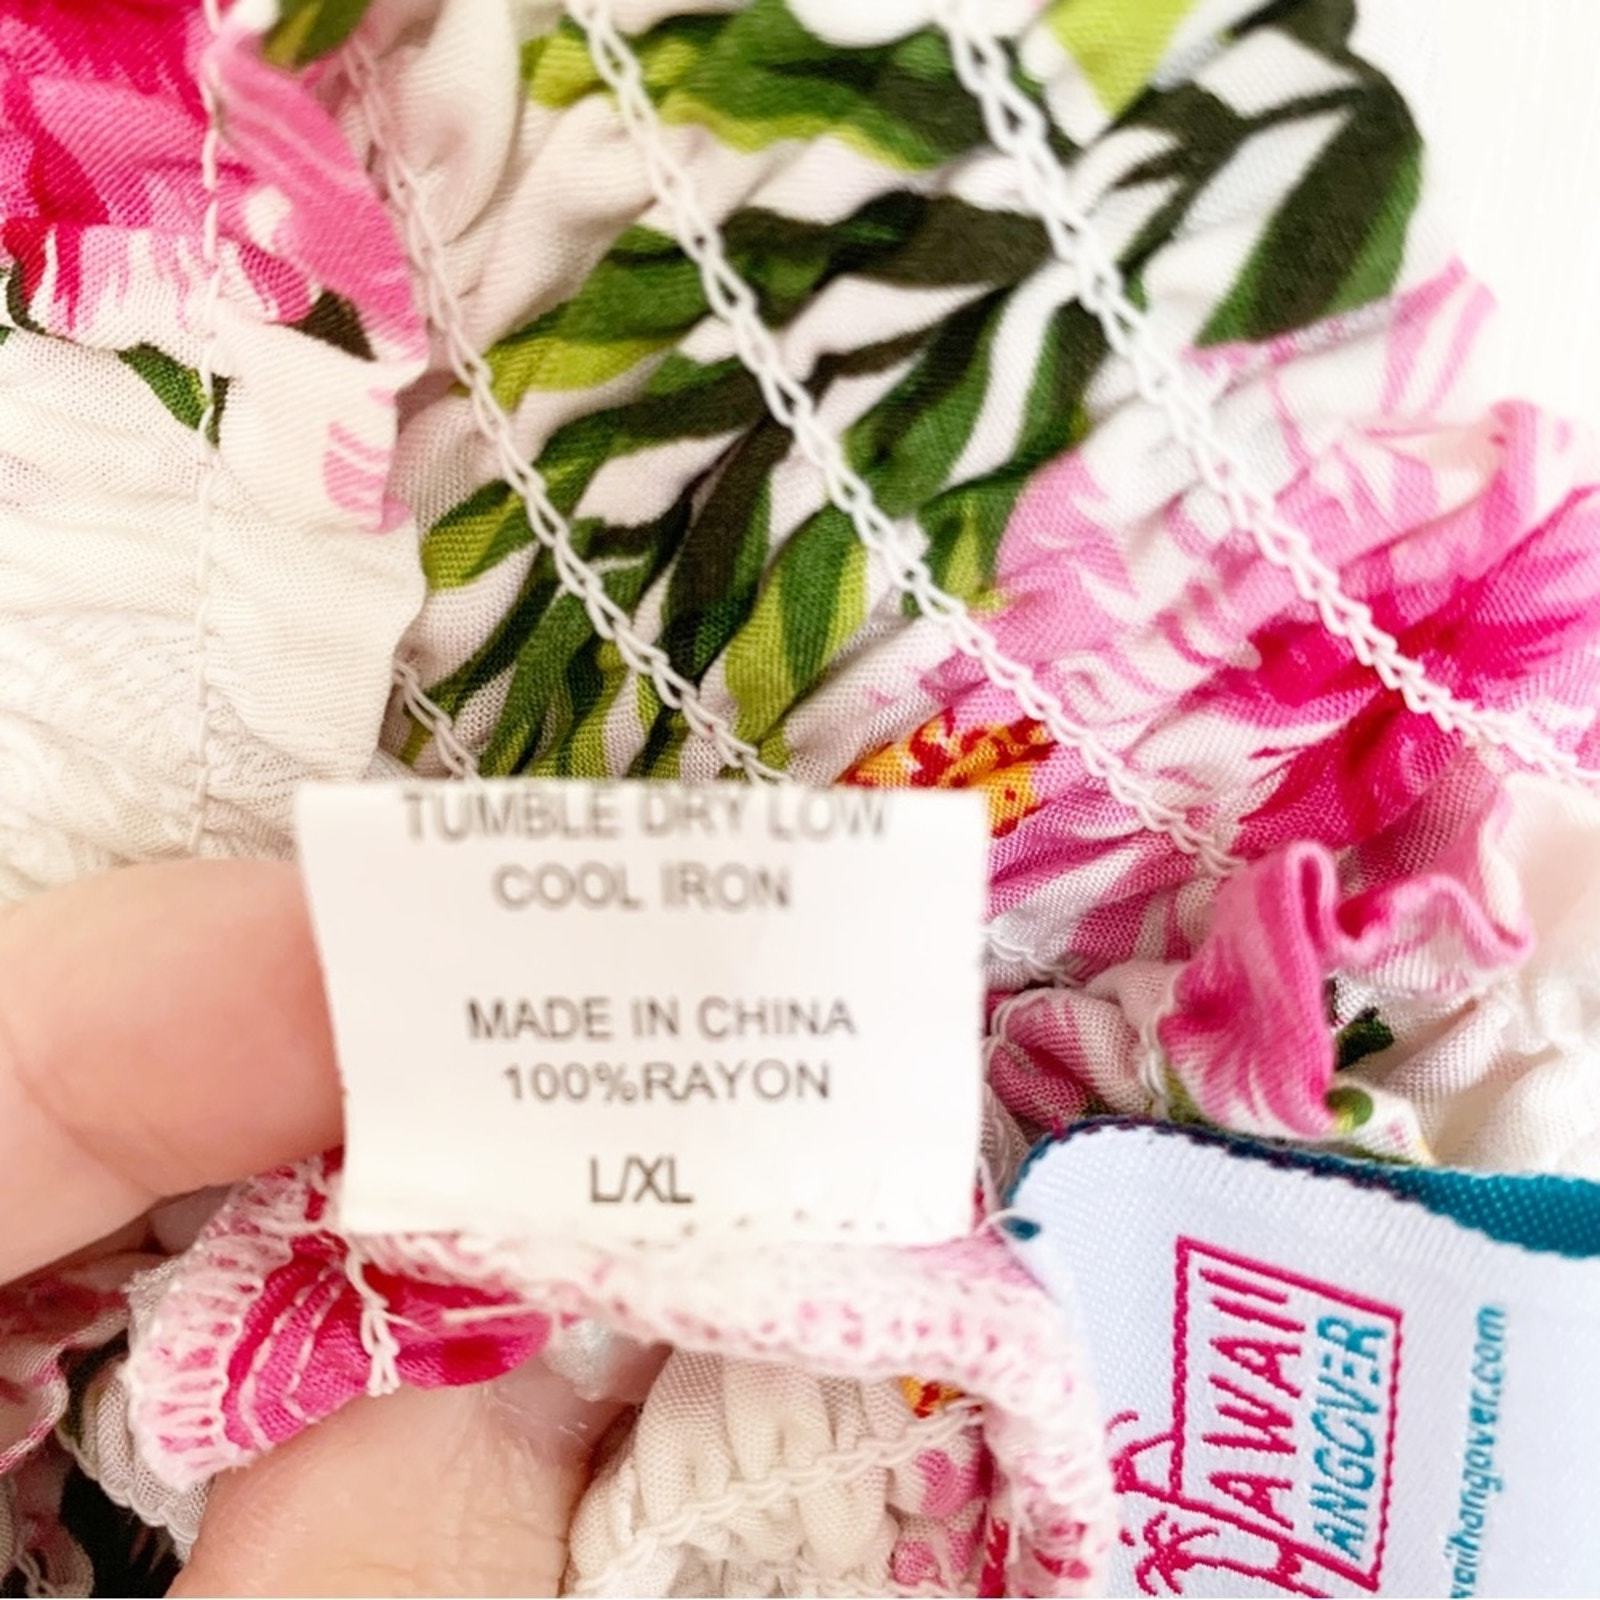 TUMBLE DRY LOW
COOL IRON
MADE IN CHINA
100%RAYON
L/XL
HAWAII
HANGOVER